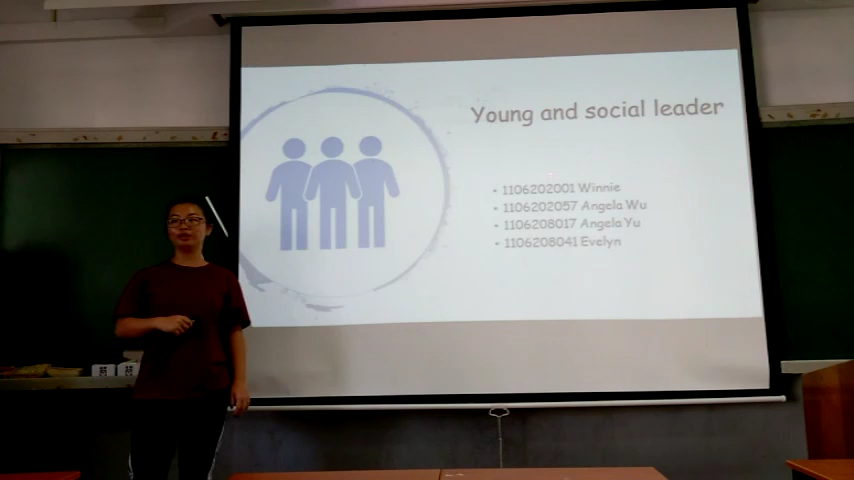 Young and social leader
• 1106202001 Winnie
• 1106202057 Angela Wu
• 1106208017 Angela Yu
• 1106208041 Evelyn